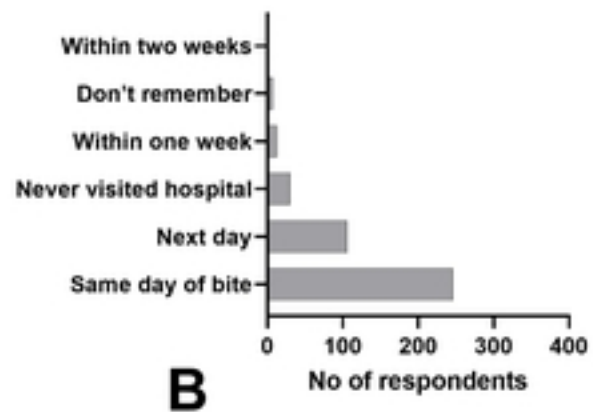 Within two weeks
Don't remember
Within one week
Never visited hospital
Next day
Same day of bite
0 100 200 300 400
No of respondents
B